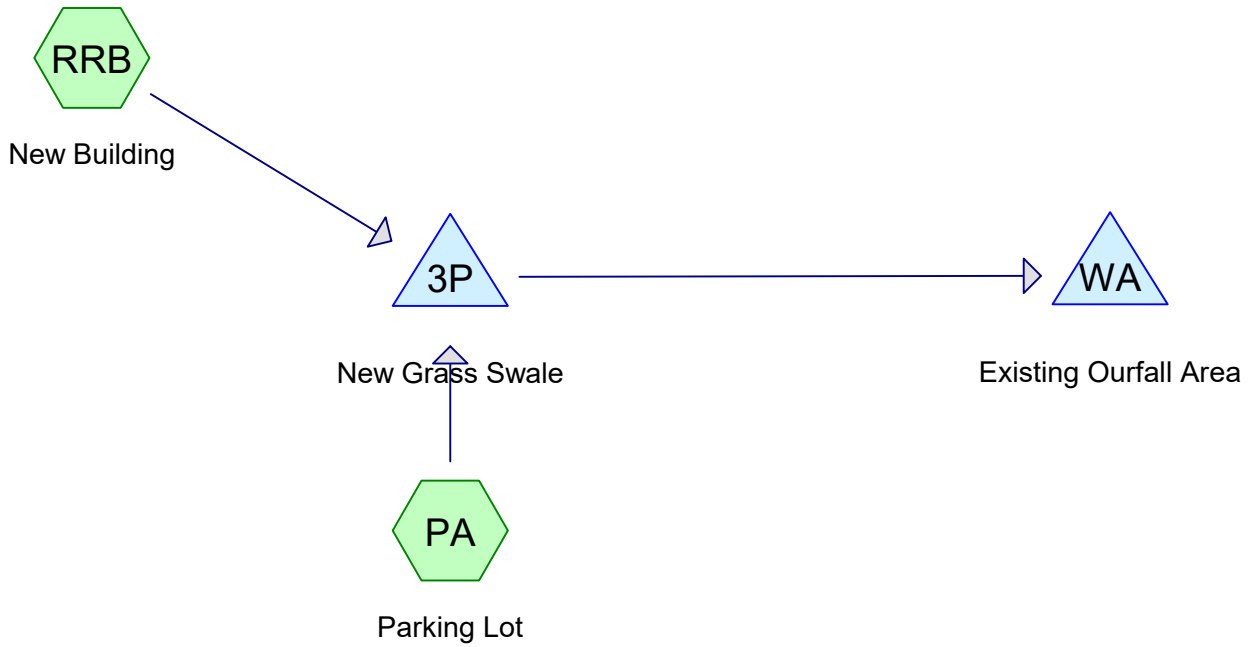 RRB
New Building
3P
WA
New Grass Swale
Existing Ourfall Area
PA
Parking Lot